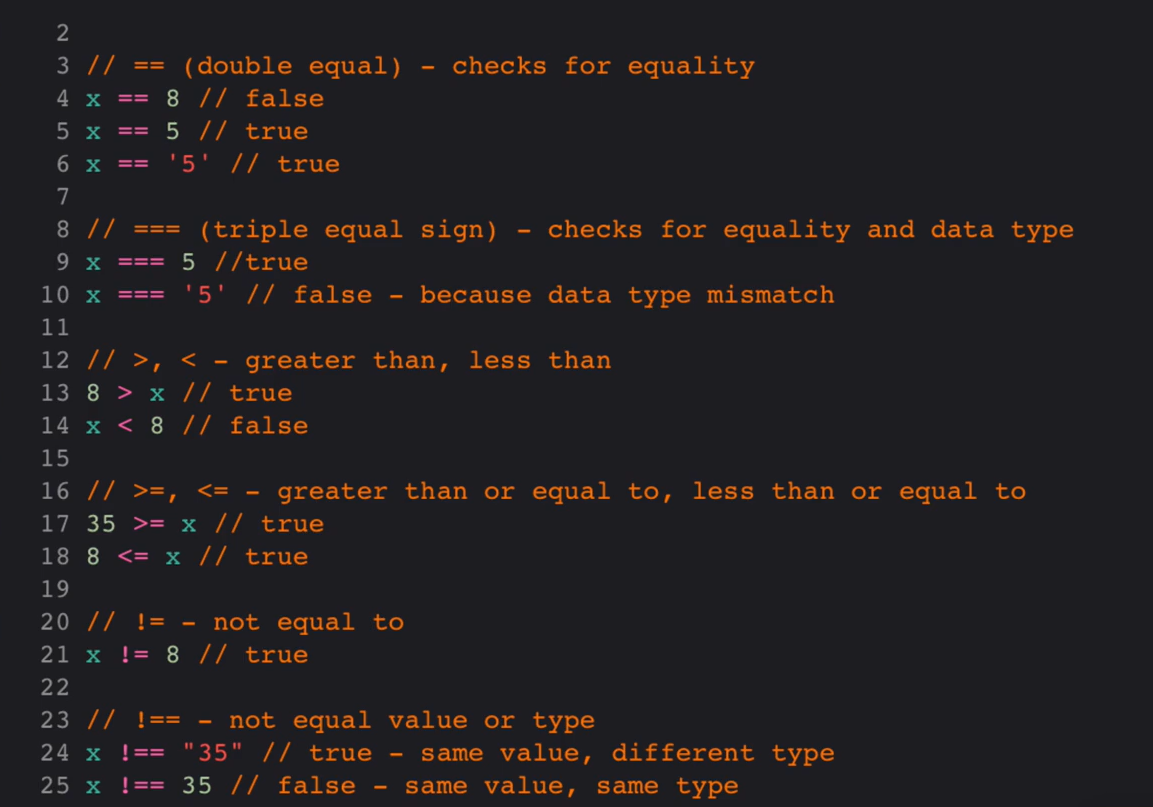 2
3 // == (double equal) - checks for equality
4 x == 8 // false
5 x == 5 // true
6 x == '5' // true
7
8 // === (triple equal sign) - checks for equality and data type
9 x === 5 //true
10 x === '5' // false - because data type mismatch
11
12 // >, < - greater than, less than
13 8 > x // true
14 x < 8 // false
15
16 // >=, <= - greater than or equal to, less than or equal to
17 35 >= x // true
18 8 <= x // true
19
20 // != - not equal to
21 x != 8 // true
22
23 // !== - not equal value or type
24 x !== "35" // true - same value, different type
25 x !== 35 // false - same value, same type